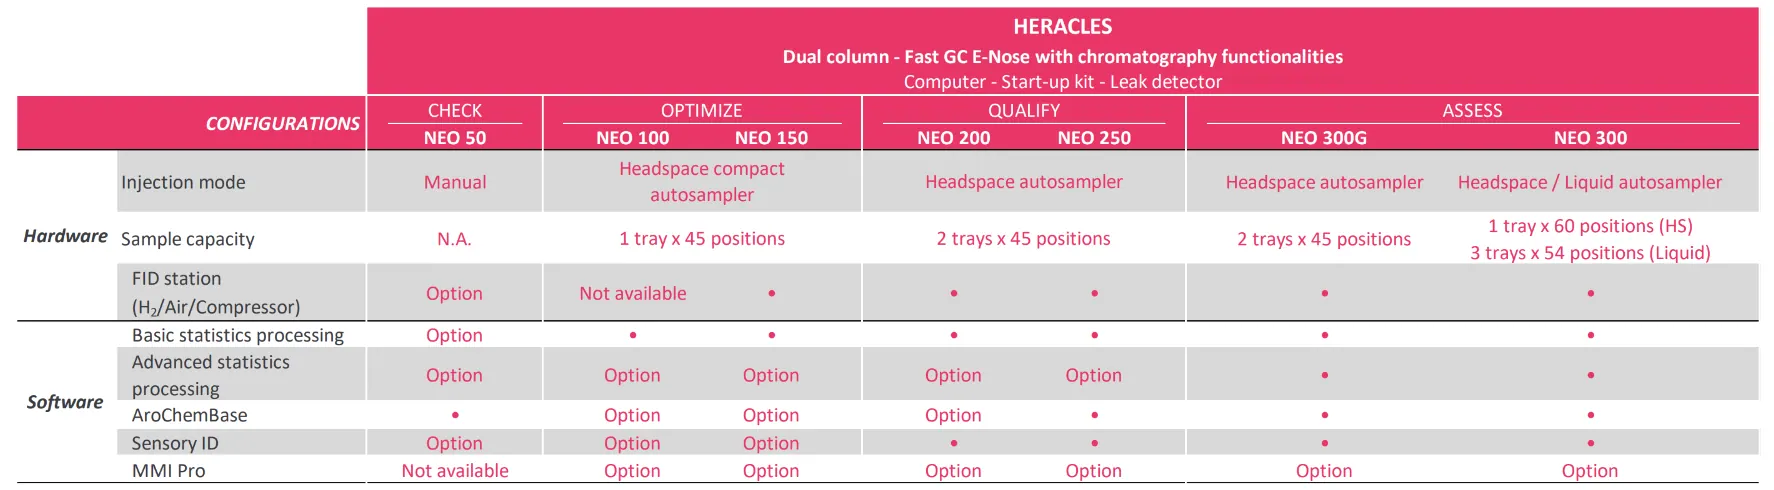 HERACLES
Dual column - Fast GC E-Nose with chromatography functionalities
Computer - Start-up kit - Leak detector
CONFIGURATIONS
CHECK OPTIMIZE QUALIFY ASSESS
NEO 50 NEO 100 NEO 150 NEO 200 NEO 250 NEO 300G NEO 300
Hardware
Injection mode Manual Headspace compact autosampler Headspace autosampler Headspace autosampler Headspace / Liquid autosampler
Sample capacity N.A. 1 tray x 45 positions 2 trays x 45 positions 2 trays x 45 positions 1 tray x 60 positions (HS)
3 trays x 54 positions (Liquid)
FID station
(H₂/Air/Compressor) Option Not available • • • • •
Software
Basic statistics processing Option • • • • • •
Advanced statistics
processing Option Option Option Option Option • •
AroChemBase • Option Option Option • • •
Sensory ID Option Option Option • • • •
MMI Pro Not available Option Option Option Option Option Option